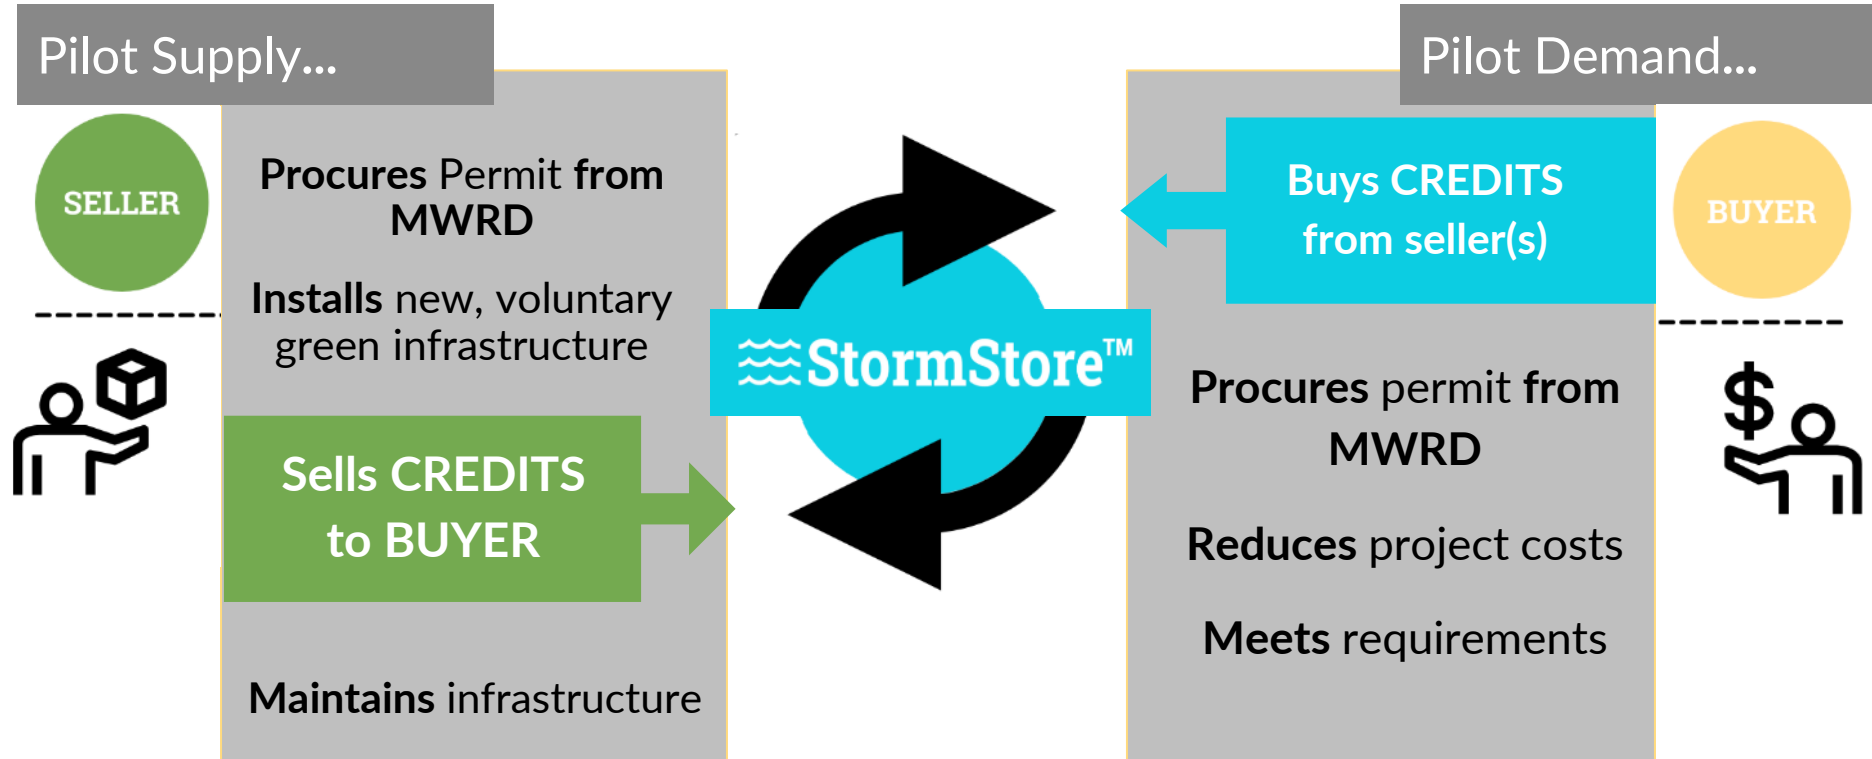 Pilot Supply...
SELLER
Procures Permit from
MWRD
Installs new, voluntary
green infrastructure
Sells CREDITS
to BUYER
Maintains infrastructure
StormStore™
Pilot Demand...
Buys CREDITS
from seller(s)
BUYER
Procures permit from
MWRD
Reduces project costs
Meets requirements
$